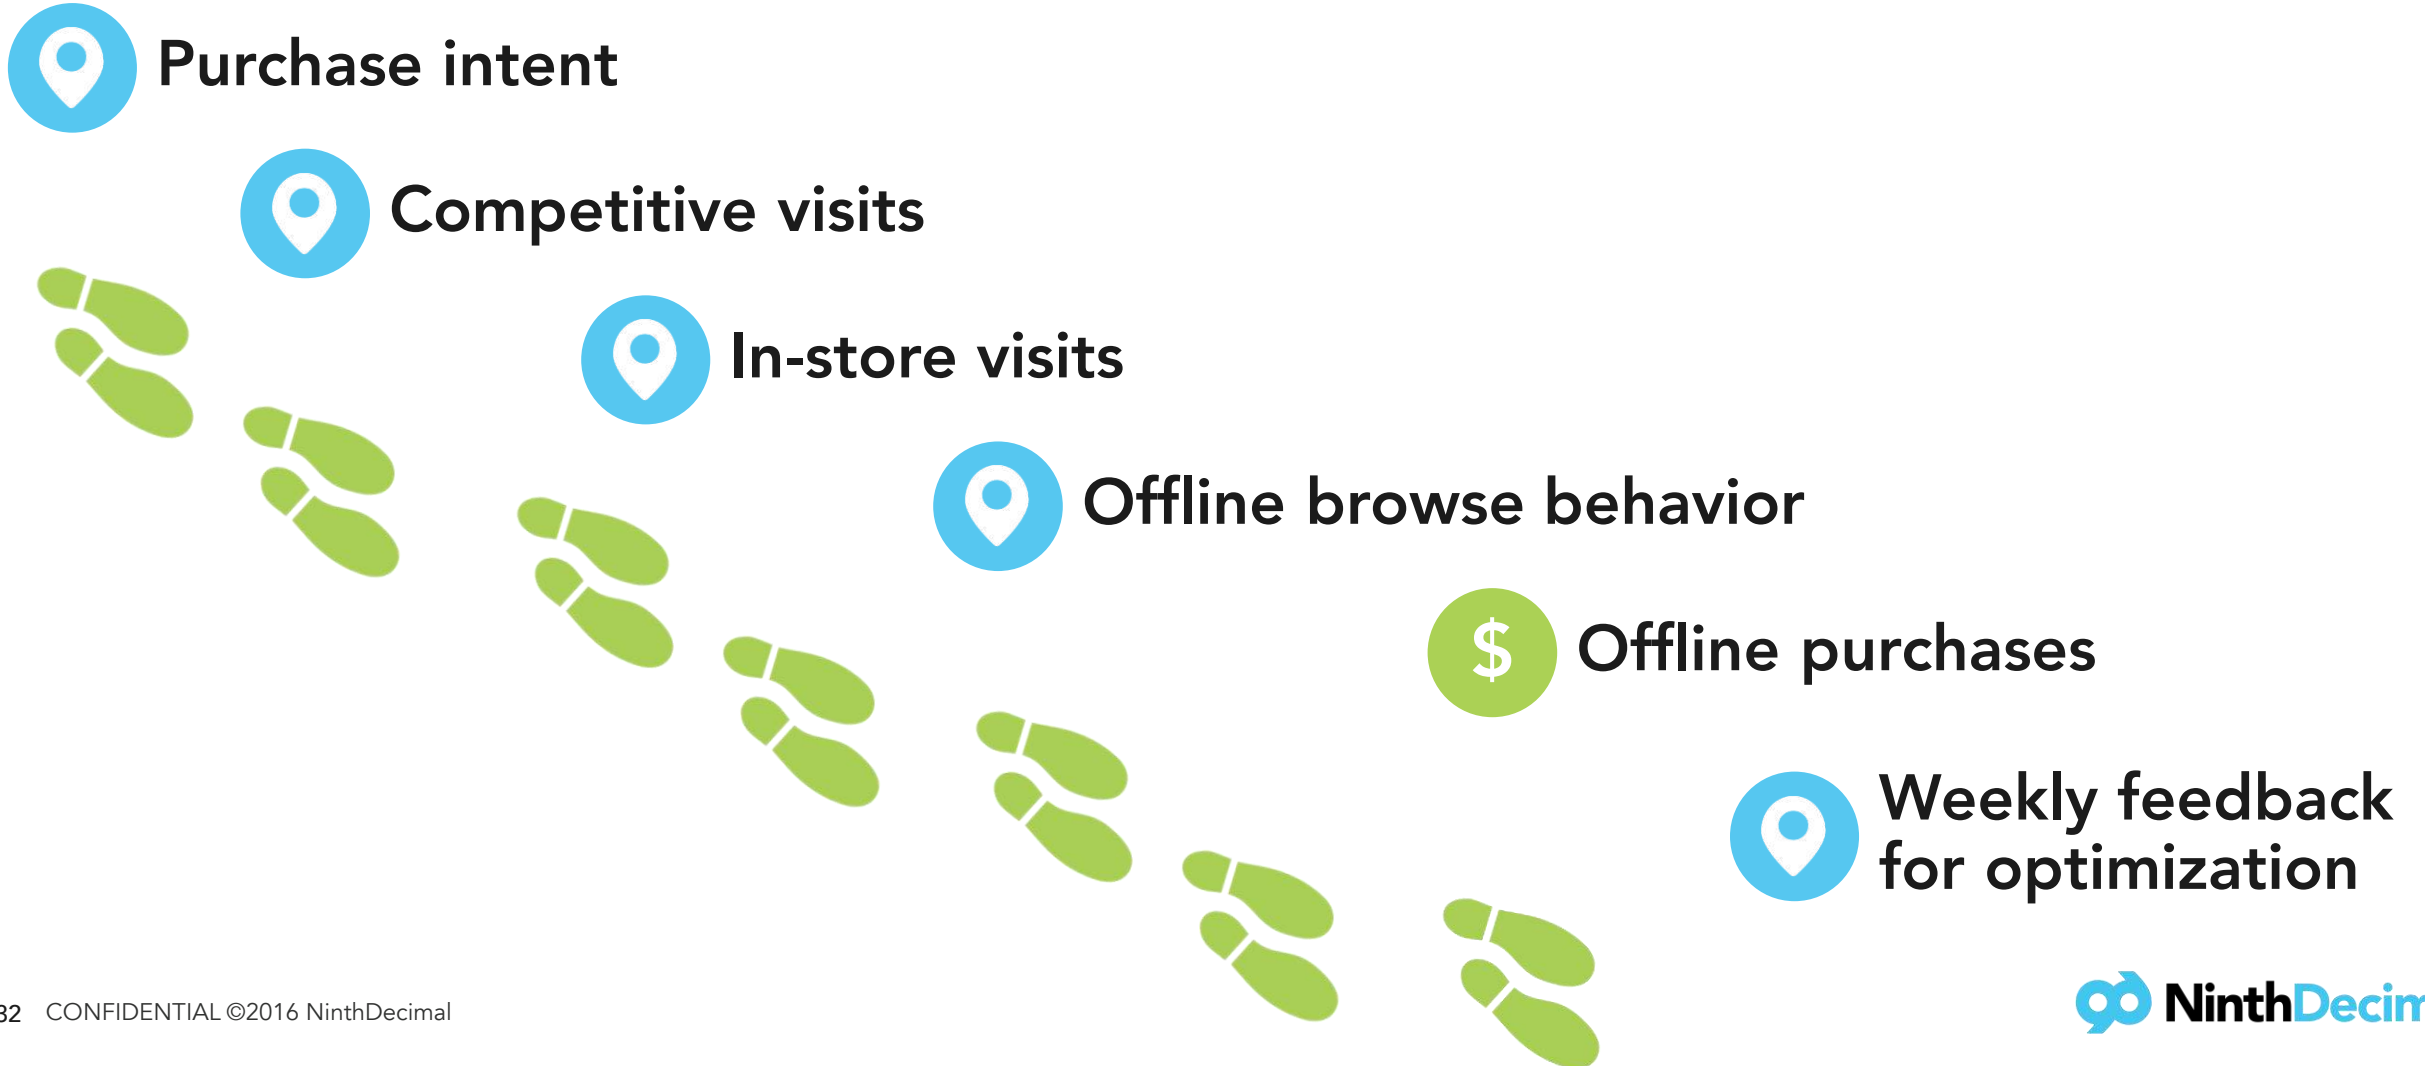 Purchase intent
Competitive visits
In-store visits
Offline browse behavior
$ Offline purchases
Weekly feedback
for optimization
32 CONFIDENTIAL ©2016 NinthDecimal
NinthDecim